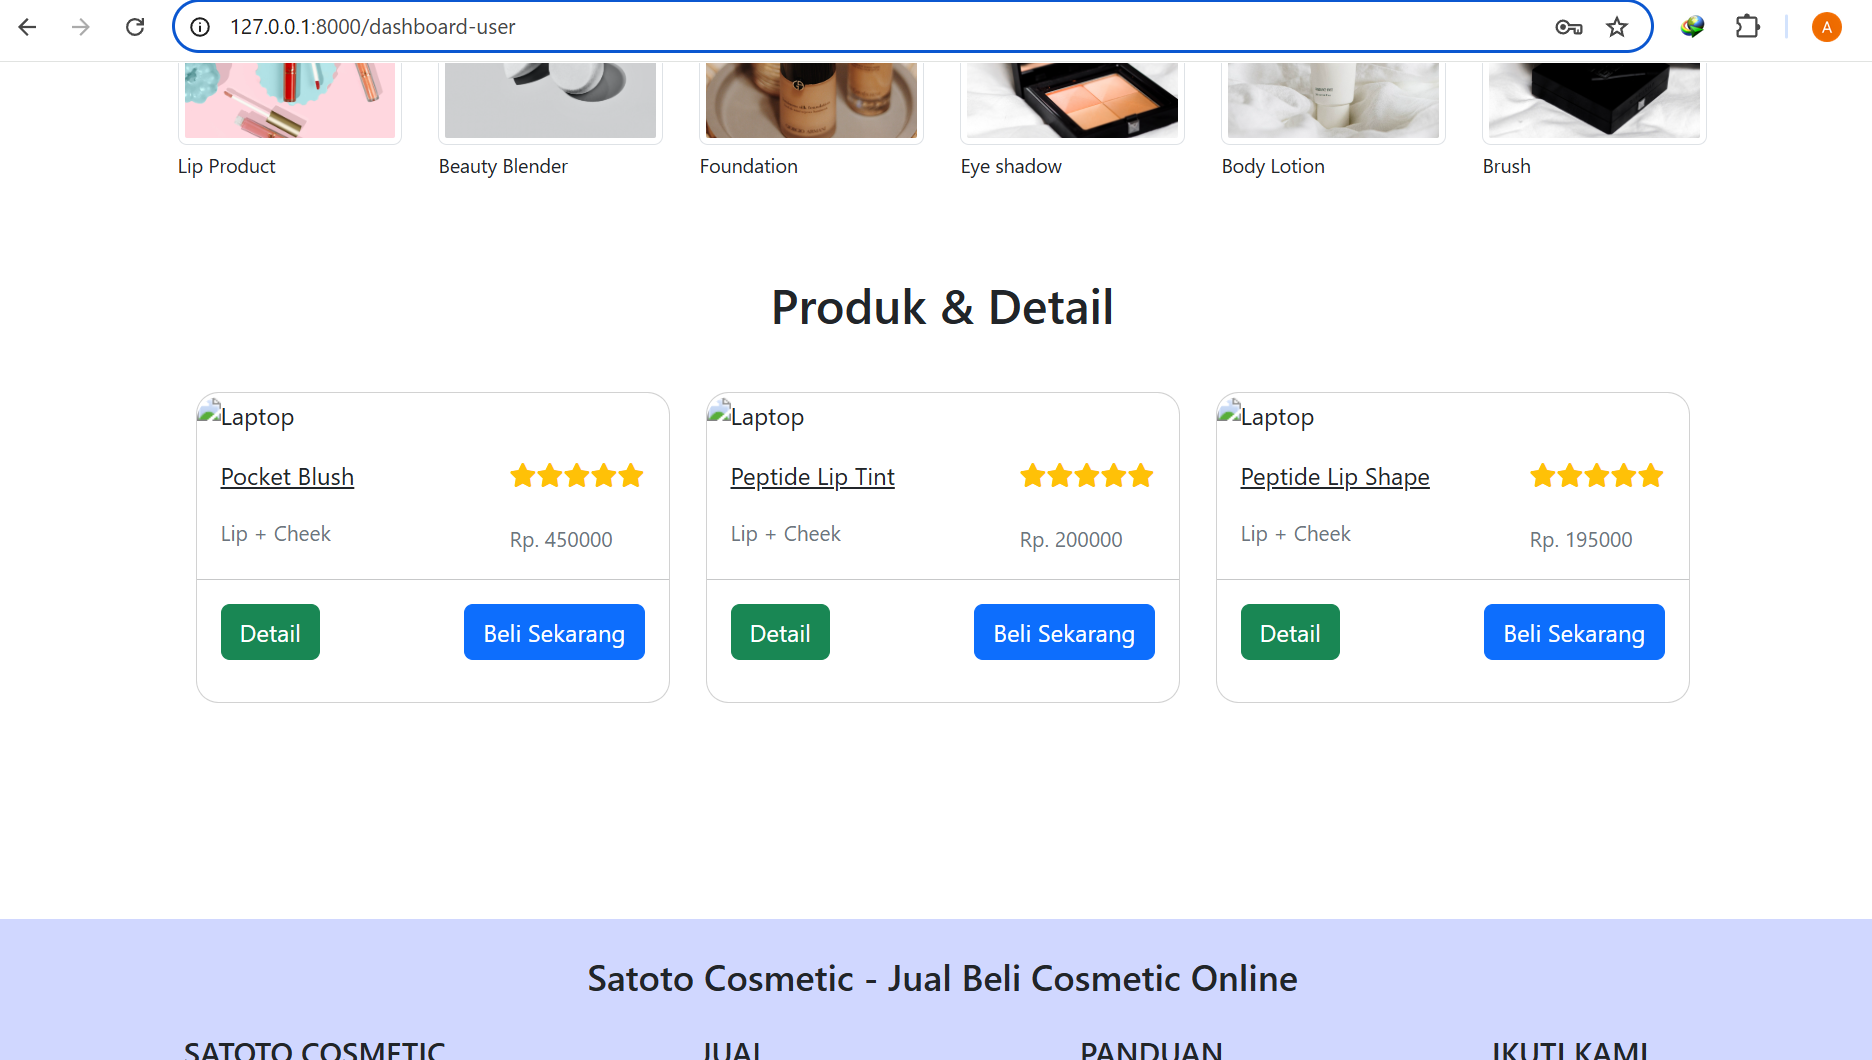 127.0.0.1:8000/dashboard-user
A
Lip Product
Beauty Blender
Foundation
Eye shadow
Body Lotion
Brush
Produk & Detail
Laptop
Pocket Blush
Lip + Cheek
Rp. 450000
Detail
Beli Sekarang
Laptop
Peptide Lip Tint
Lip + Cheek
Rp. 200000
Detail
Beli Sekarang
Laptop
Peptide Lip Shape
Lip + Cheek
Rp. 195000
Detail
Beli Sekarang
Satoto Cosmetic - Jual Beli Cosmetic Online
SATOTO COSMETIC
JUAL
PANDUAN
IKUTI KAMI